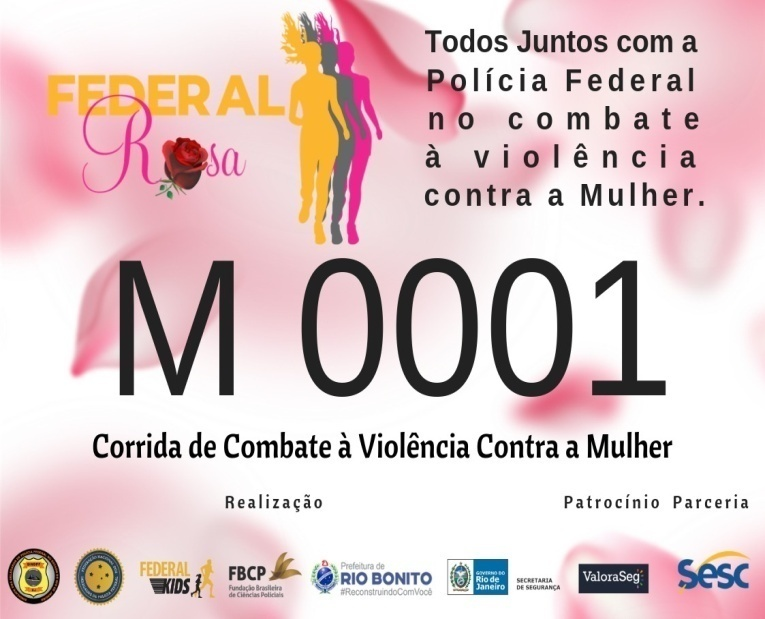 FEDERAL
Rosa
Todos Juntos com a
Polícia Federal
no combate
à violência
contra a Mulher.
M 0001
Corrida de Combate à Violência Contra a Mulher
Realização
Patrocínio Parceria
FEDERAL
KIDS
FBCP
Fundação Brasileira
de Ciências Policiais
Prefeitura de
RIO BONITO
#ReconstruindoComVocê
GOVERNO DO
Rio de
Janeiro
SECRETARIA
DE SEGURANÇA
ValoraSeg
Sesc